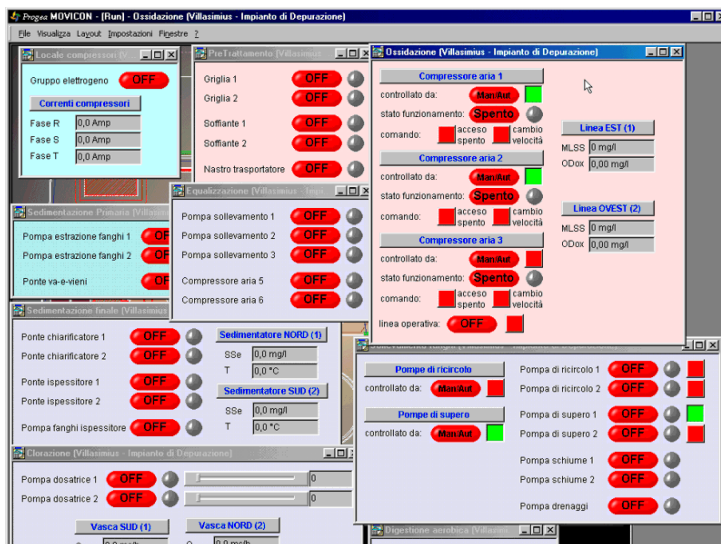 Progea MOVICON - [Run] - Ossidazione (Villasimius - Impianto di Depurazione)
File Visualizza Layout Impostazioni Finestre ?
Locale compressori
Gruppo elettrogeno OFF
Correnti compressori
Fase R 0,0 Amp
Fase S 0,0 Amp
Fase T 0,0 Amp
PreTrattamento (V
Griglia 1 OFF
Griglia 2 OFF
Soffiante 1 OFF
Soffiante 2 OFF
Nastro trasportatore OFF
Ossidazione (Villasimius - Impianto di Depurazione)
Compressore aria 1
controllato da: Man/Aut
stato funzionamento: Spento
comando: acceso spento cambio velocità
Compressore aria 2
controllato da: Man/Aut
stato funzionamento: Spento
comando: acceso spento cambio velocità
Compressore aria 3
controllato da: Man/Aut
stato funzionamento: Spento
comando: acceso spento cambio velocità
linea operativa: OFF
Linea EST (1)
MLSS 0 mg/l
ODox 0,00 mg/l
Linea OVEST (2)
MLSS 0 mg/l
ODox 0,00 mg/l
Sedimentazione Primaria (Villasimius
Pompa estrazione fanghi 1 OF
Pompa estrazione fanghi 2 OF
Ponte va-e-vieni OF
Equalizzazione (Villasimius - Impi
Pompa sollevamento 1 OFF
Pompa sollevamento 2 OFF
Pompa sollevamento 3 OFF
Compressore aria 5 OFF
Compressore aria 6 OFF
Sedimentazione finale (Villasimius - Impianto di Depurazione)
Ponte chiarificatore 1 OFF
Ponte chiarificatore 2 OFF
Ponte ispessitore 1 OFF
Ponte ispessitore 2 OFF
Pompa fanghi ispessitore OFF
Sedimentatore NORD (1)
SSe 0,0 mg/l
T 0,0 °C
Sedimentatore SUD (2)
SSe 0,0 mg/l
T 0,0 °C
Pompe di ricircolo
controllato da: Man/Aut
Pompe di supero
controllato da: Man/Aut
Pompa di ricircolo 1 OFF
Pompa di ricircolo 2 OFF
Pompa di supero 1 OFF
Pompa di supero 2 OFF
Pompa schiume 1 OFF
Pompa schiume 2 OFF
Pompa drenaggi OFF
Clorazione (Villasimius - Impianto di Depurazione)
Pompa dosatrice 1 OFF 0
Pompa dosatrice 2 OFF 0
Vasca SUD (1)
Vasca NORD (2)
Digestione aerobica (Villasimius